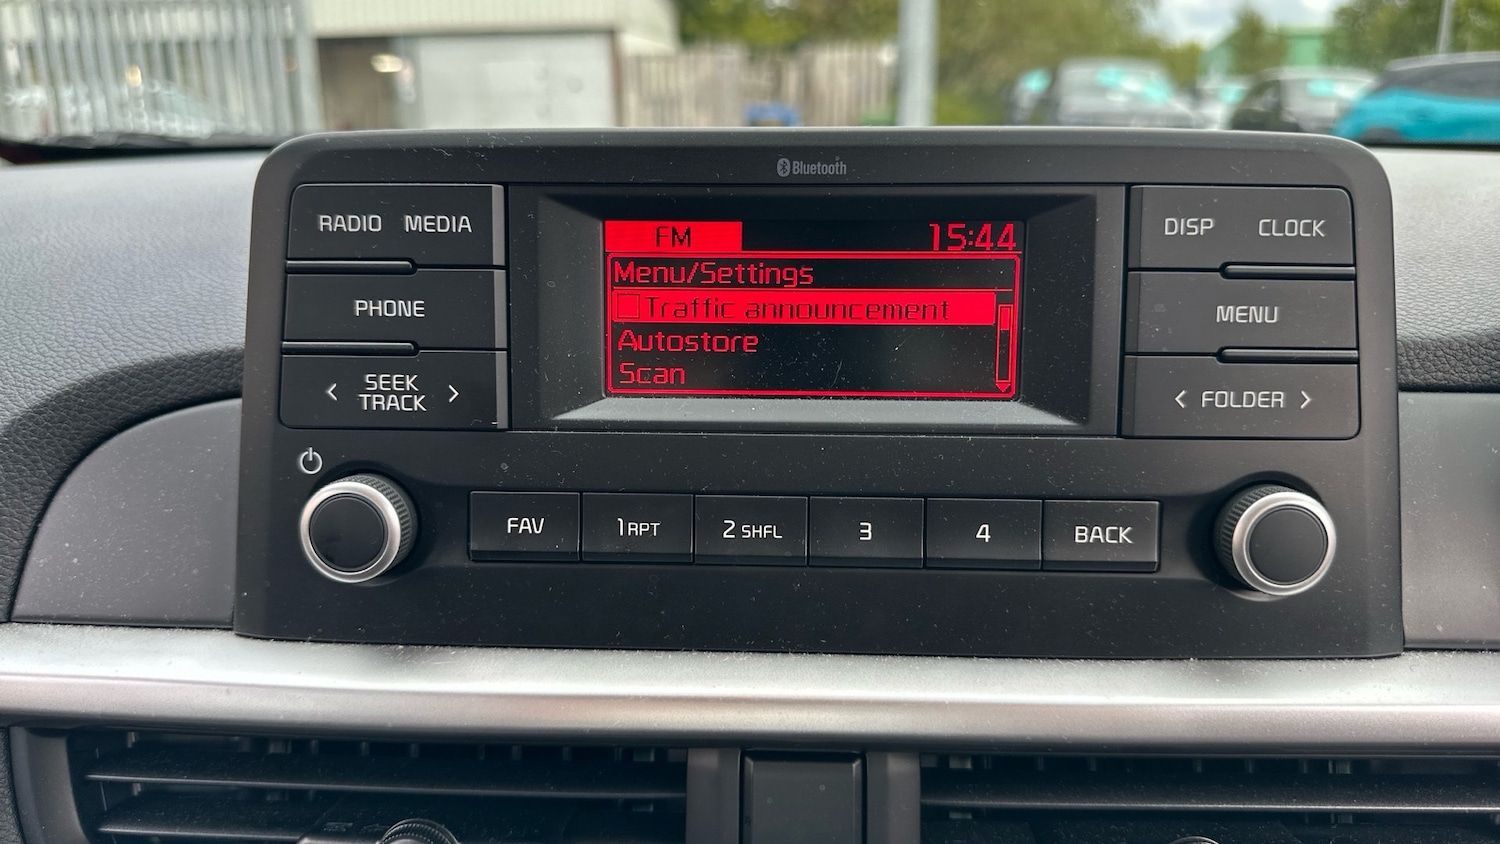 Bluetooth
RADIO MEDIA
PHONE
< SEEK TRACK >
FM 15:44
Menu/Settings
Traffic announcement
Autostore
Scan
DISP CLOCK
MENU
< FOLDER >
FAV 1 RPT 2 SHFL 3 4 BACK